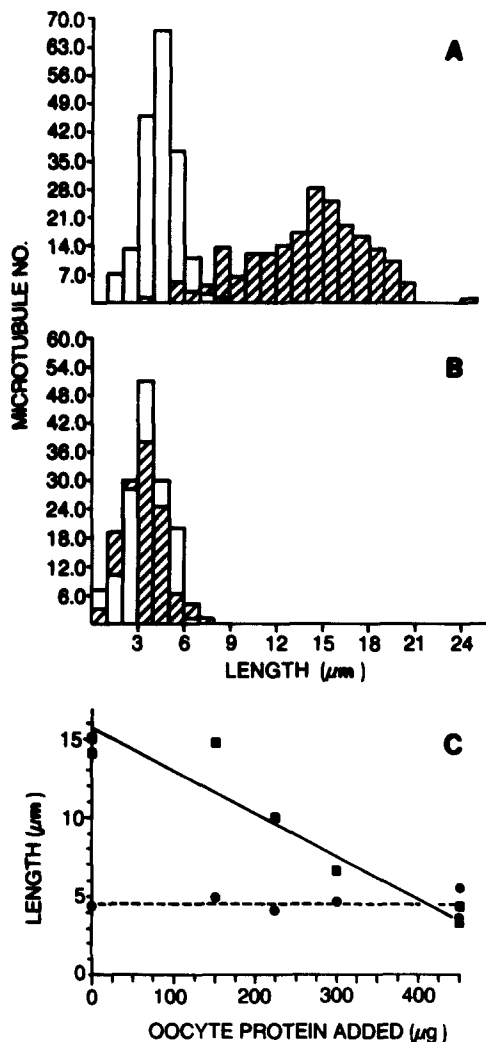 70.0
A
63.0
56.0
49.0
42.0
35.0
28.0
21.0
14.0
7.0
MICROTUBULE NO.
60.0
B
54.0
48.0
42.0
36.0
30.0
24.0
18.0
12.0
6.0
3 6 9 12 15 18 21 24
LENGTH (μm)
C
15
10
5
0
LENGTH (μm)
0 100 200 300 400
OOCYTE PROTEIN ADDED (μg)